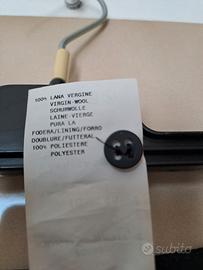 100% LANA VERGINE
VIRGIN-WOOL
SCHURWOLLE
LAINE-VIERGE
PURA LA
FODERA/LINING/FORRO
DOUBLURE/FUTTERAL
100% POLIESTERE
POLYESTER
subito